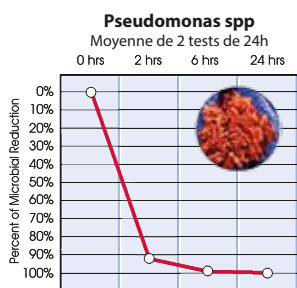 Pseudomonas spp
Moyenne de 2 tests de 24h
0 hrs 2 hrs 6 hrs 24 hrs
Percent of Microbial Reduction
0%
10%
20%
30%
40%
50%
60%
70%
80%
90%
100%